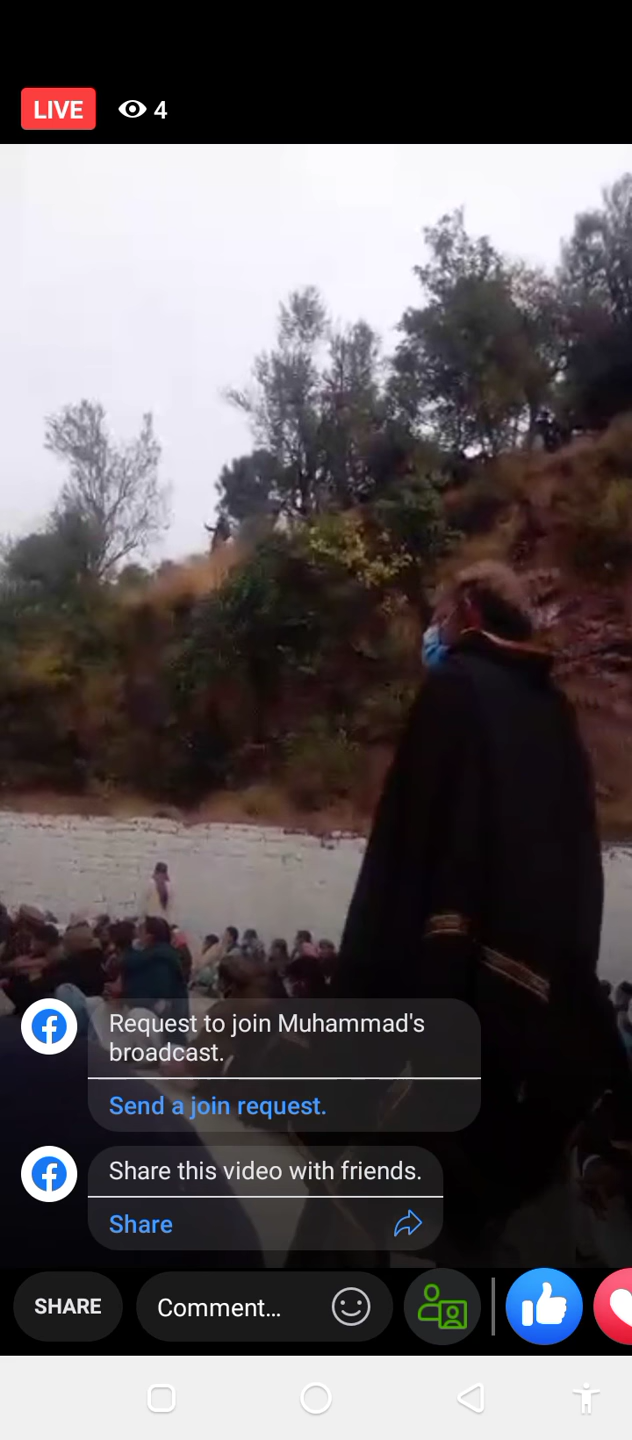 LIVE 4
Request to join Muhammad's
broadcast.
Send a join request.
Share this video with friends.
Share
SHARE Comment...